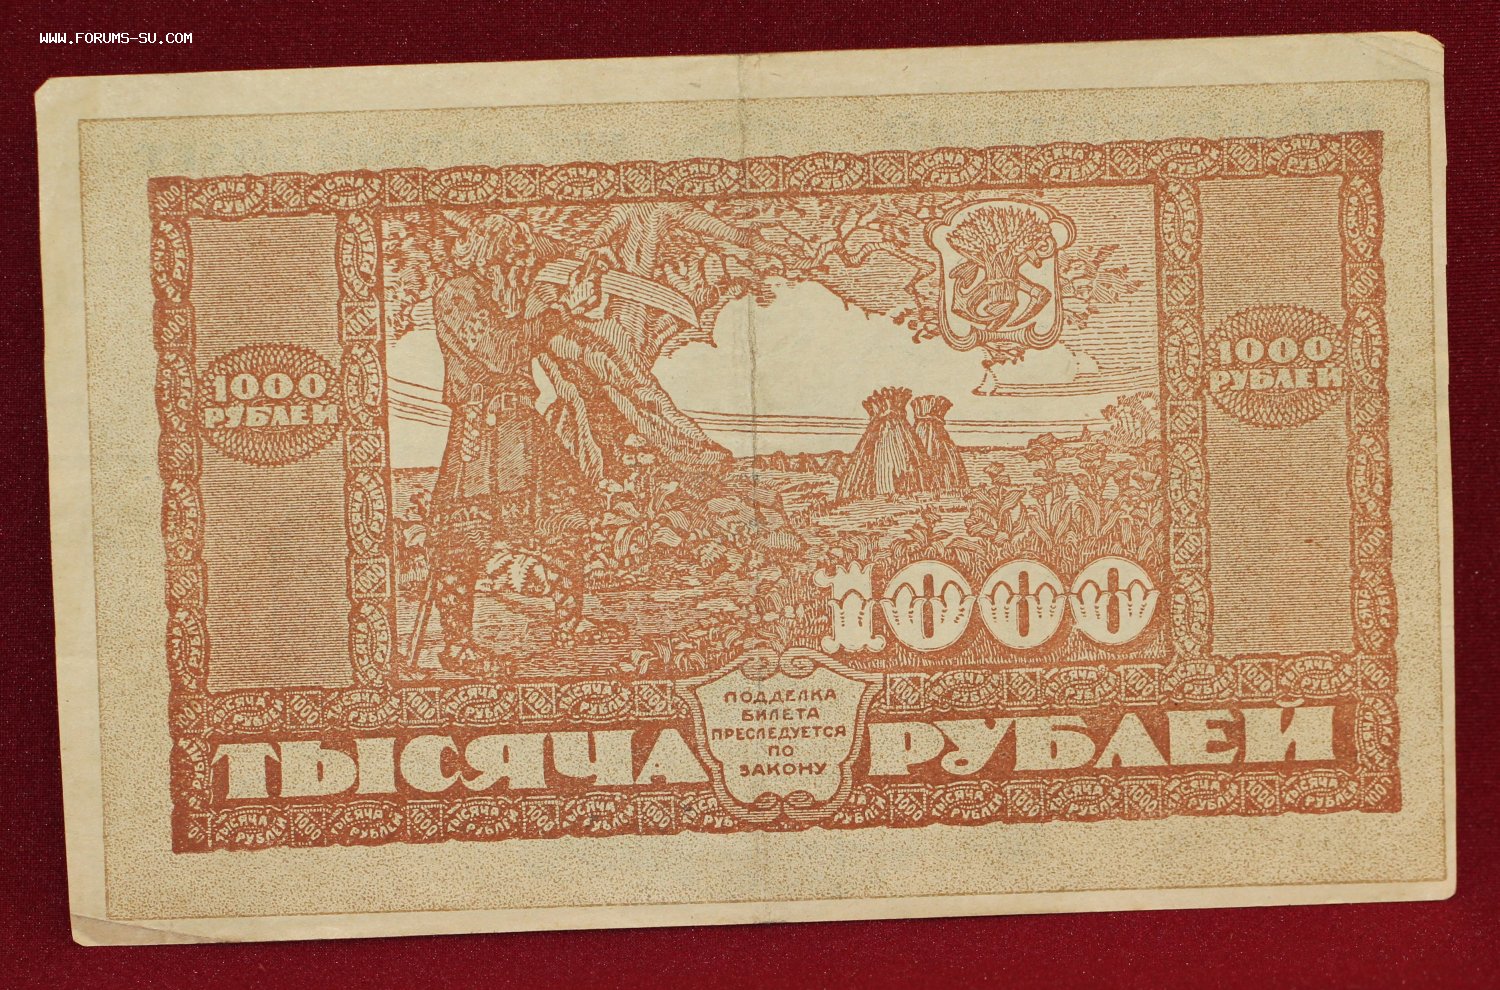 WWW.FORUMS-SU.COM
1000
РУБЛЕЙ
1000
РУБЛЕЙ
1000
ПОДДЕЛКА
БИЛЕТА
ПРЕСЛЕДУЕТСЯ
ПО
ЗАКОНУ
ТЫСЯЧА РУБЛЕЙ